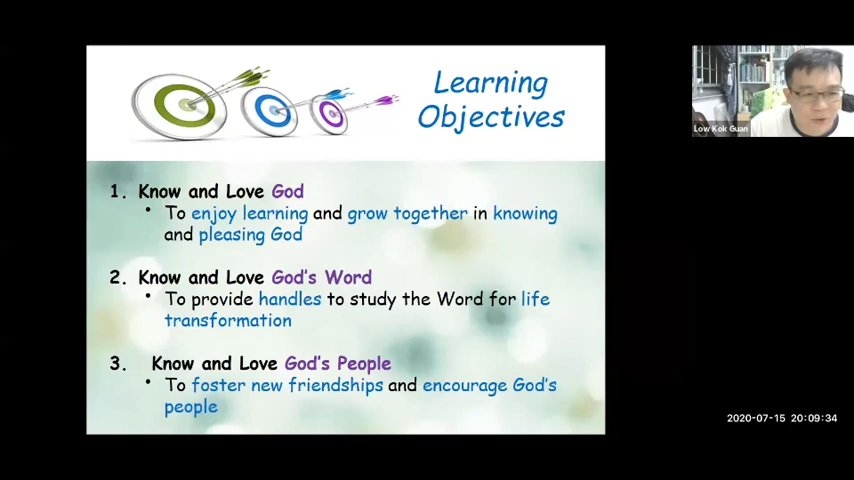 Learning
Objectives
1. Know and Love God
• To enjoy learning and grow together in knowing
and pleasing God
2. Know and Love God's Word
• To provide handles to study the Word for life
transformation
3. Know and Love God's People
• To foster new friendships and encourage God's
people
Low Kok Guan
2020-07-15 20:09:34